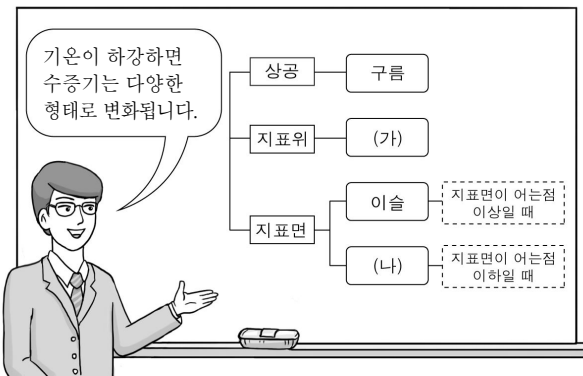 기온이 하강하면
수증기는 다양한
형태로 변화됩니다.
상공
구름
지표위
(가)
지표면
이슬
지표면이 어는점
이상일 때
(나)
지표면이 어는점
이하일 때